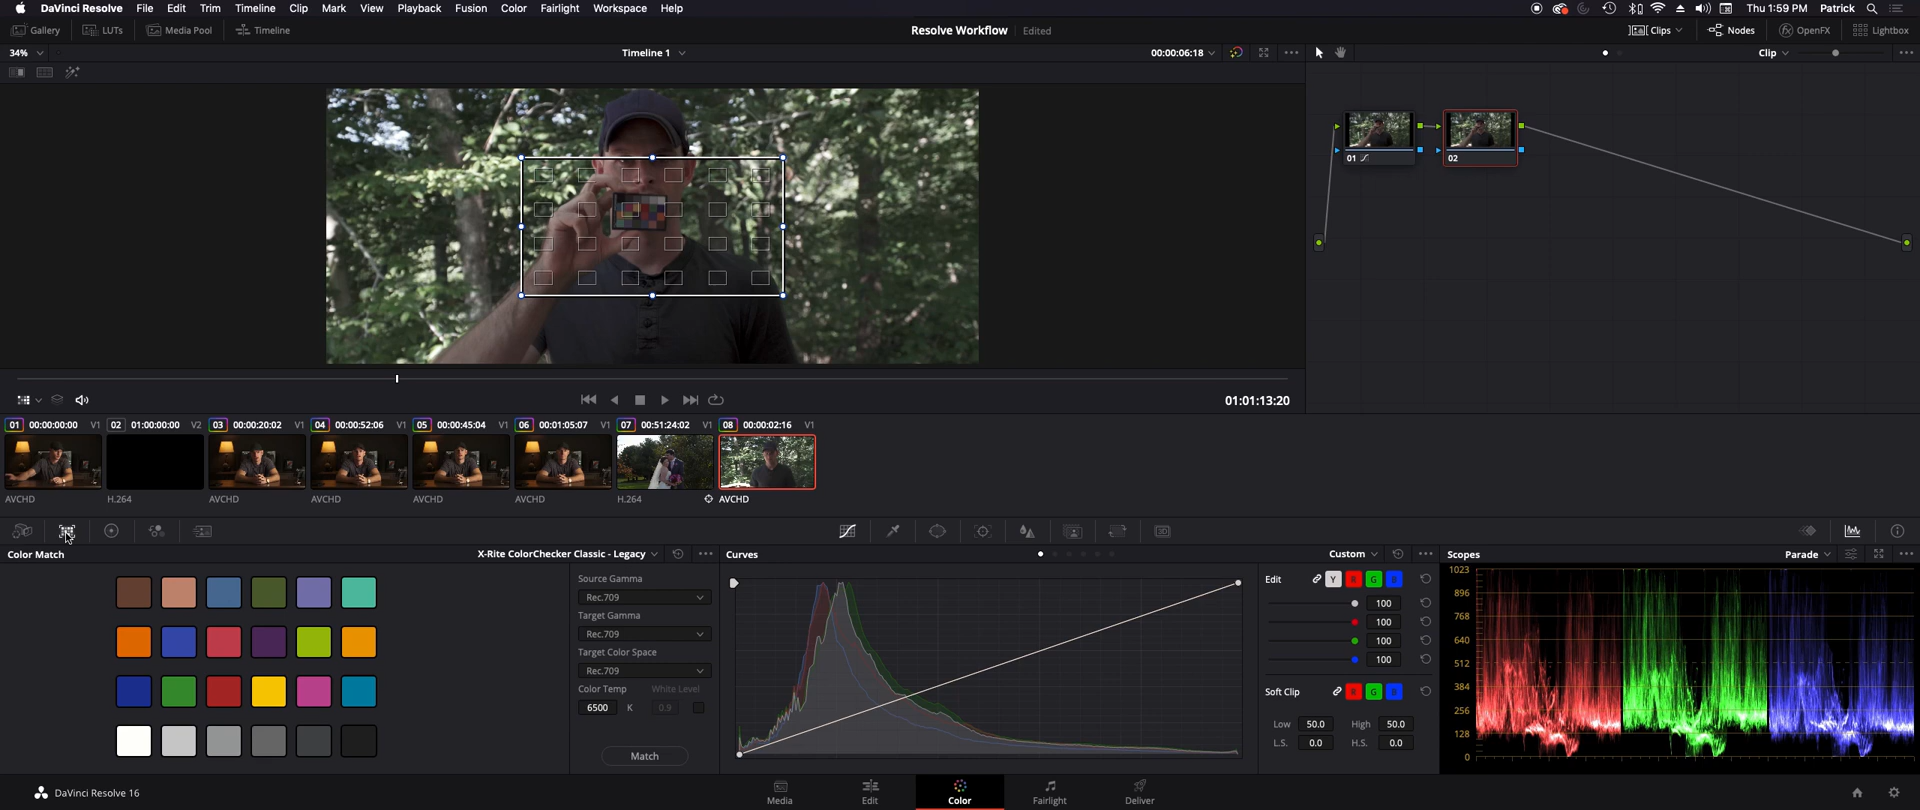 DaVinci Resolve File Edit Trim Timeline Clip Mark View Playback Fusion Color Fairlight Workspace Help Thu 1:59 PM Patrick
Gallery LUTs Media Pool Timeline Resolve Workflow Edited Clips Nodes OpenFX Lightbox
34% Timeline 1 00:00:06:18 Clip
01 02
01:01:13:20
01 00:00:00:00 V1 02 01:00:00:00 V2 03 00:00:20:02 V1 04 00:00:52:06 V1 05 00:00:45:04 V1 06 00:01:05:07 V1 07 00:51:24:02 V1 08 00:00:02:16 V1
AVCHD H.264 AVCHD AVCHD AVCHD AVCHD H.264 AVCHD
Color Match X-Rite ColorChecker Classic - Legacy Curves Custom Scopes Parade
Source Gamma
Rec.709
Target Gamma
Rec.709
Target Color Space
Rec.709
Color Temp White Level
6500 K 0.9
Match
Edit Y R G B
100
100
100
100
Soft Clip R G B
Low 50.0 High 50.0
L.S. 0.0 H.S. 0.0
1023
896
768
640
512
384
256
128
0
DaVinci Resolve 16 Media Edit Color Fairlight Deliver